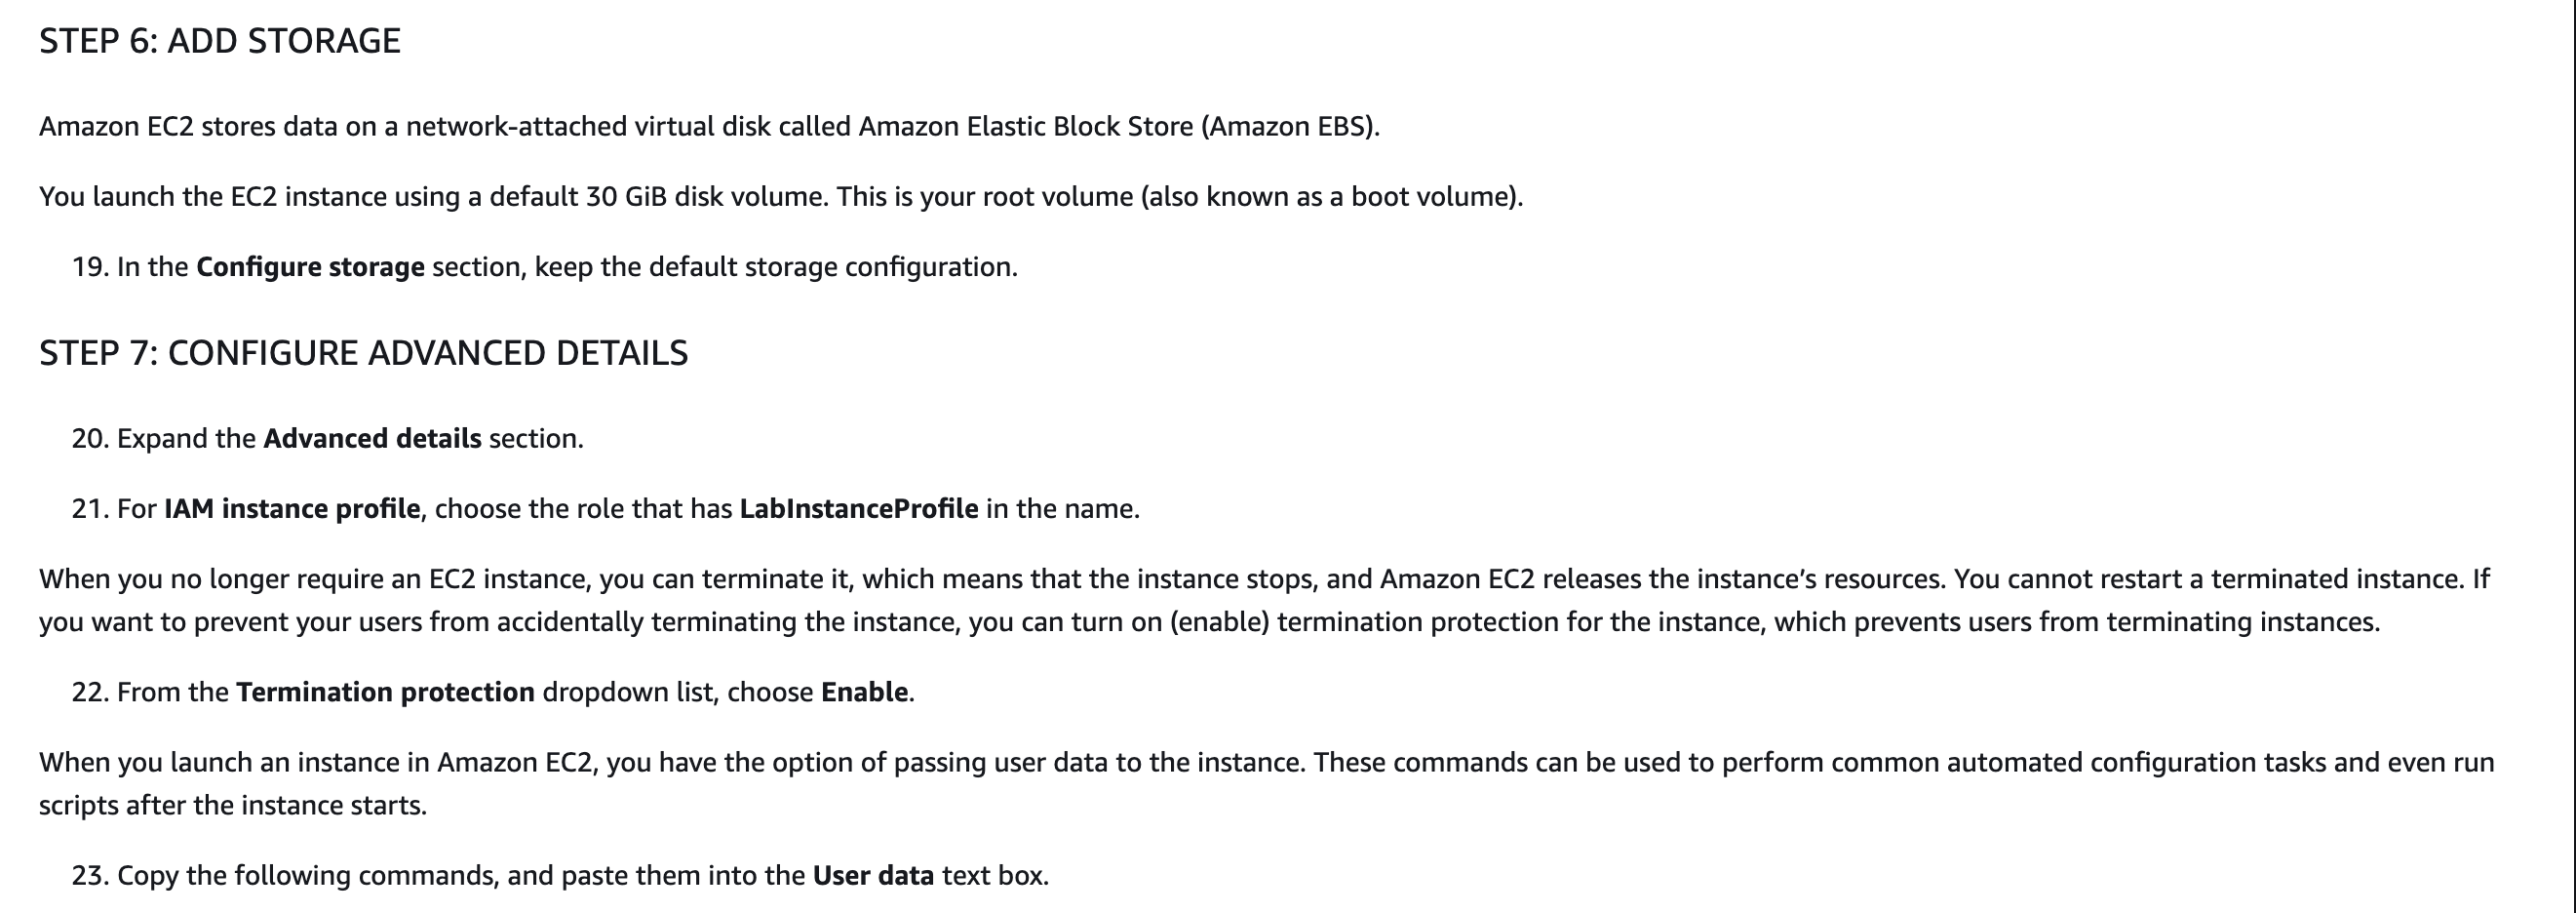 STEP 6: ADD STORAGE
Amazon EC2 stores data on a network-attached virtual disk called Amazon Elastic Block Store (Amazon EBS).
You launch the EC2 instance using a default 30 GiB disk volume. This is your root volume (also known as a boot volume).
19. In the Configure storage section, keep the default storage configuration.
STEP 7: CONFIGURE ADVANCED DETAILS
20. Expand the Advanced details section.
21. For IAM instance profile, choose the role that has LabInstanceProfile in the name.
When you no longer require an EC2 instance, you can terminate it, which means that the instance stops, and Amazon EC2 releases the instance’s resources. You cannot restart a terminated instance. If
you want to prevent your users from accidentally terminating the instance, you can turn on (enable) termination protection for the instance, which prevents users from terminating instances.
22. From the Termination protection dropdown list, choose Enable.
When you launch an instance in Amazon EC2, you have the option of passing user data to the instance. These commands can be used to perform common automated configuration tasks and even run
scripts after the instance starts.
23. Copy the following commands, and paste them into the User data text box.